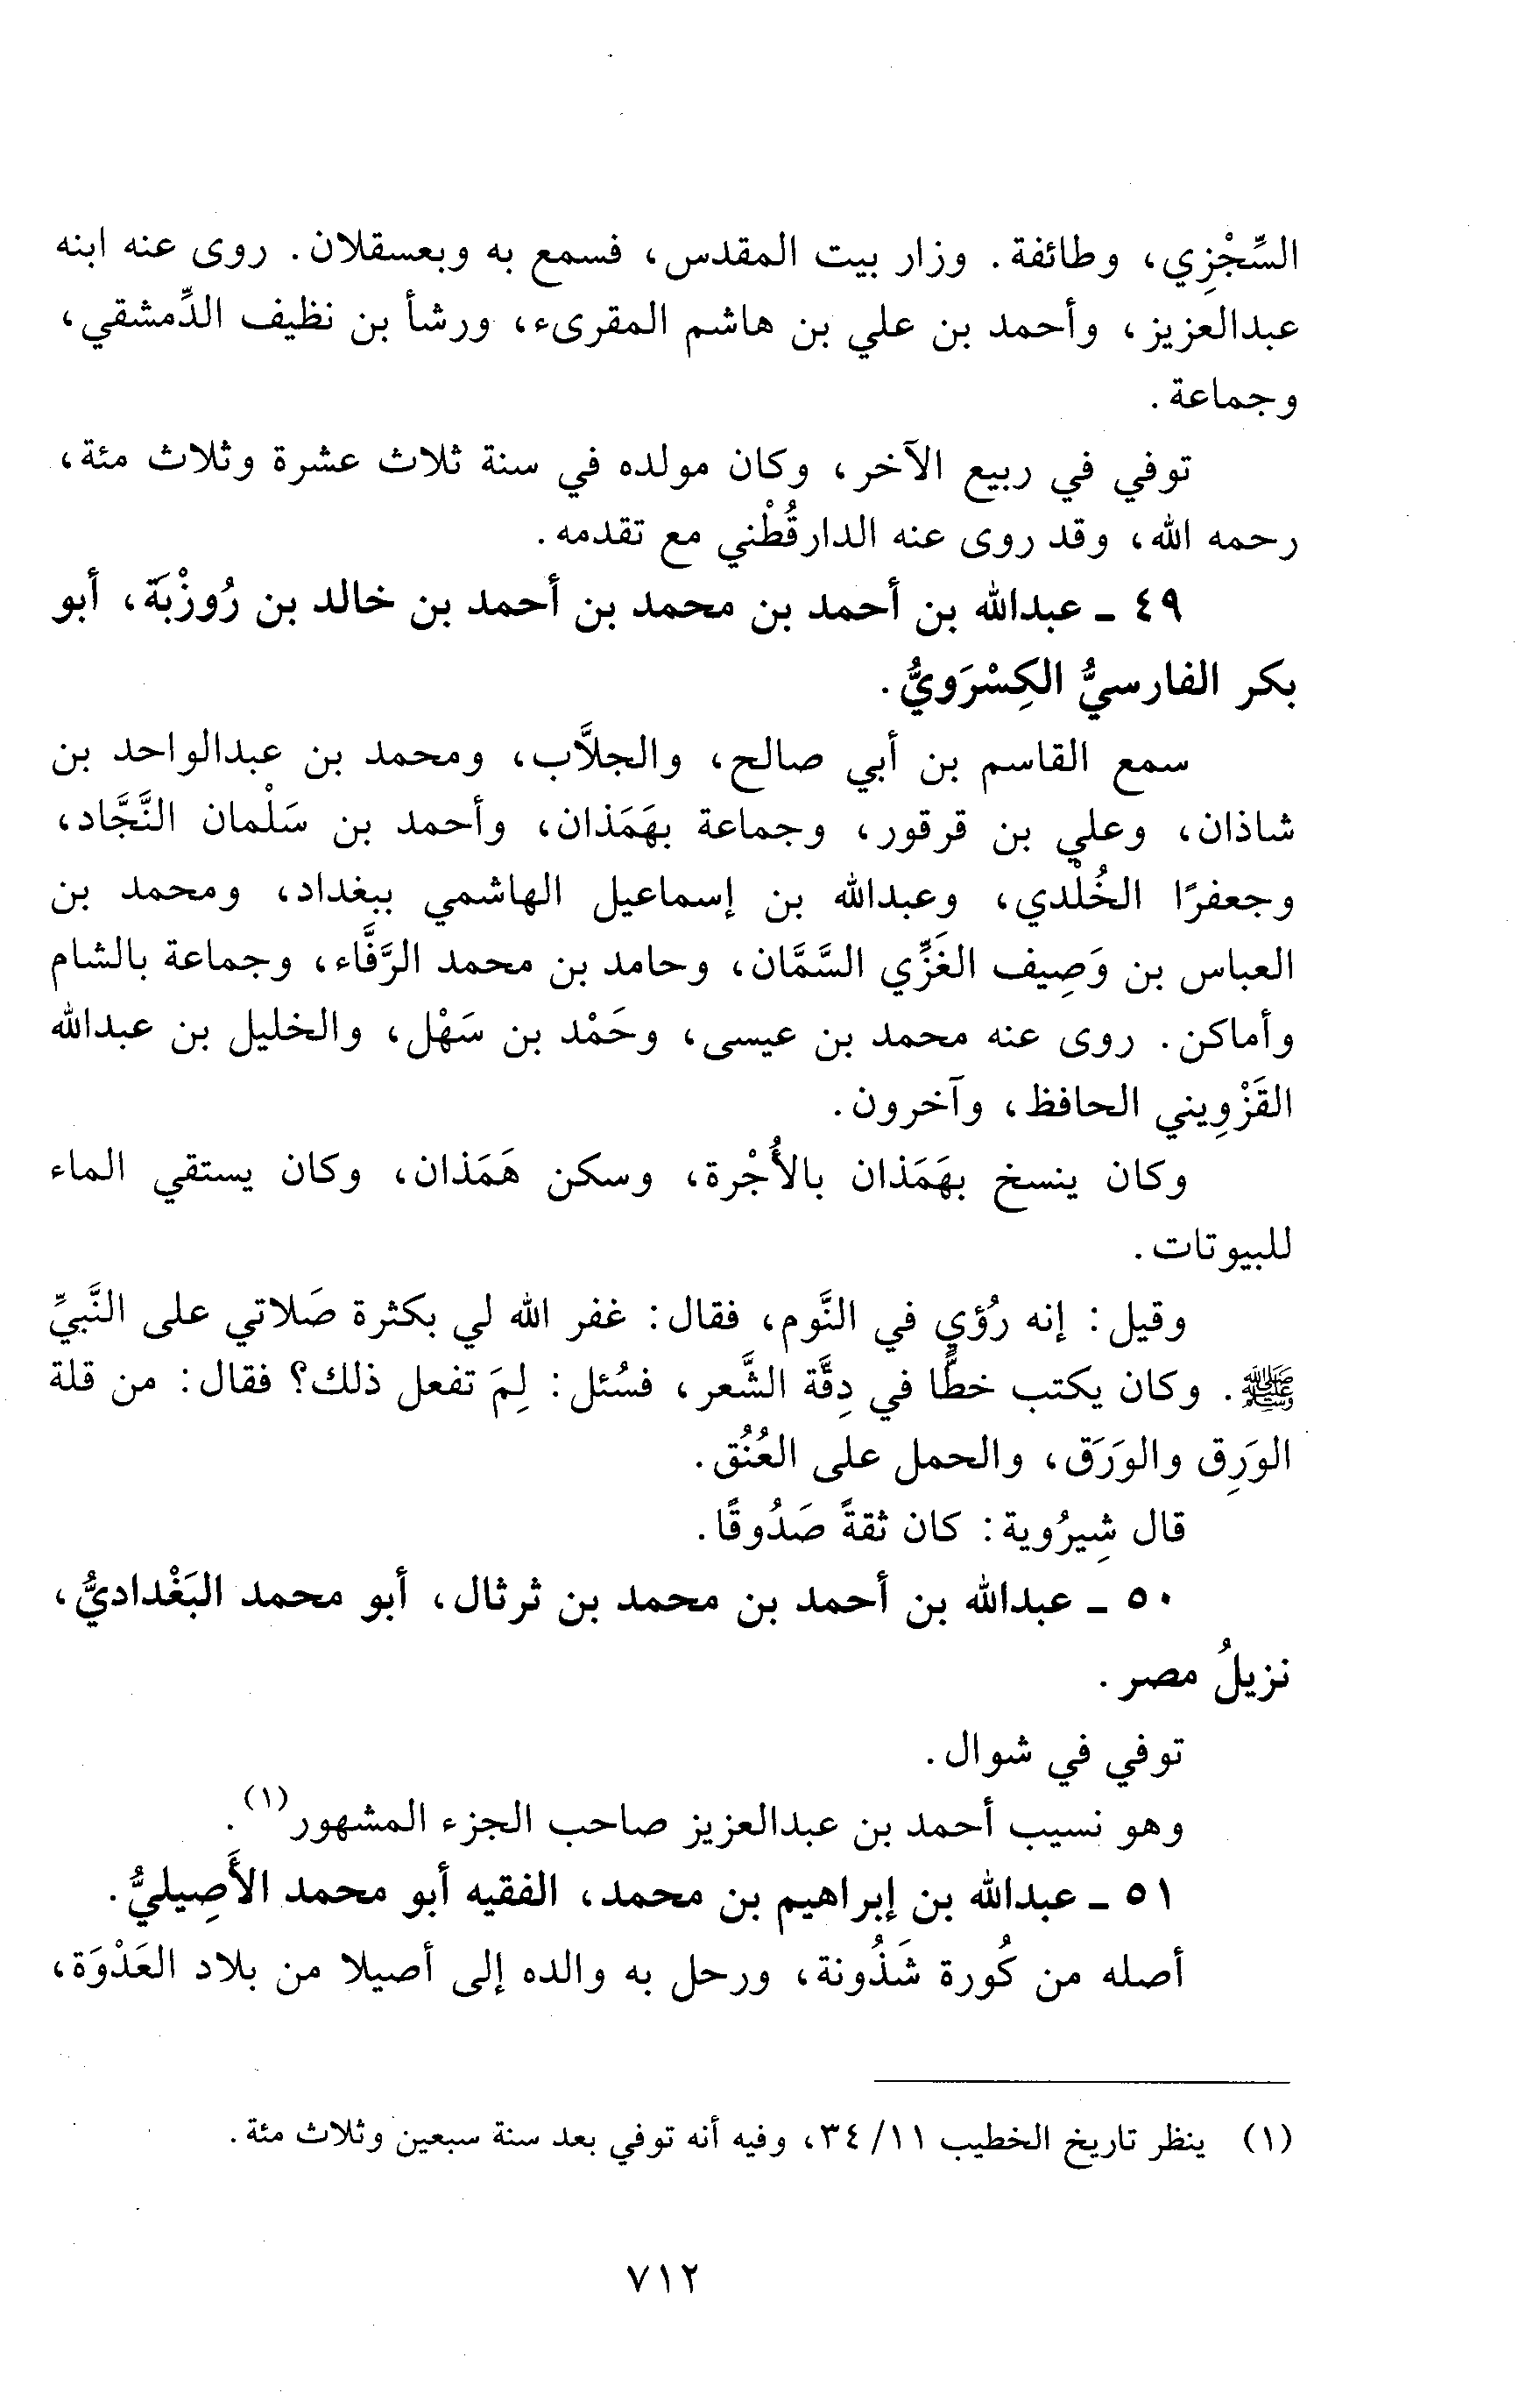 السِّجْزِي، وطائفة. وزار بيت المقدس، فسمع به وبعسقلان. روى عنه ابنه
عبدالعزيز، وأحمد بن علي بن هاشم المقرىء، ورشأ بن نظيف الدِّمشقي،
وجماعة.
توفي في ربيع الآخر، وكان مولده في سنة ثلاث عشرة وثلاث مئة،
رحمه الله، وقد روى عنه الدارقُطْني مع تقدمه.
٤٩ ـ عبدالله بن أحمد بن محمد بن أحمد بن خالد بن رُوزْبَة، أبو
بكر الفارسيُّ الكِسْرَويُّ.
سمع القاسم بن أبي صالح، والجلاَّب، ومحمد بن عبدالواحد بن
شاذان، وعلي بن قرقور، وجماعة بهَمَذان، وأحمد بن سَلْمان النَّجَّاد،
وجعفرًا الخُلْدي، وعبدالله بن إسماعيل الهاشمي ببغداد، ومحمد بن
العباس بن وَصِيف الغَزِّي السَّمَّان، وحامد بن محمد الرَّفَّاء، وجماعة بالشام
وأماكن. روى عنه محمد بن عيسى، وحَمْد بن سَهْل، والخليل بن عبدالله
القَزْوِيني الحافظ، وآخرون.
وكان ينسخ بهَمَذان بالأُجْرة، وسكن هَمَذان، وكان يستقي الماء
للبيوتات.
وقيل: إنه رُؤي في النَّوم، فقال: غفر الله لي بكثرة صَلاتي على النَّبيِّ
ﷺ. وكان يكتب خطًّا في دِقَّة الشَّعر، فسُئل: لِمَ تفعل ذلك؟ فقال: من قلة
الوَرِق والوَرَق، والحمل على العُنُق.
قال شِيرُوية: كان ثقةً صَدُوقًا.
٥٠ ـ عبدالله بن أحمد بن محمد بن ثرثال، أبو محمد البَغْداديُّ،
نزيلُ مصر.
توفي في شوال.
وهو نسيب أحمد بن عبدالعزيز صاحب الجزء المشهور(١).
٥١ ـ عبدالله بن إبراهيم بن محمد، الفقيه أبو محمد الأَصِيليُّ.
أصله من كُورة شَذُونة، ورحل به والده إلى أصيلا من بلاد العَدْوَة،
(١) ينظر تاريخ الخطيب ١١/ ٣٤، وفيه أنه توفي بعد سنة سبعين وثلاث مئة.
٧١٢